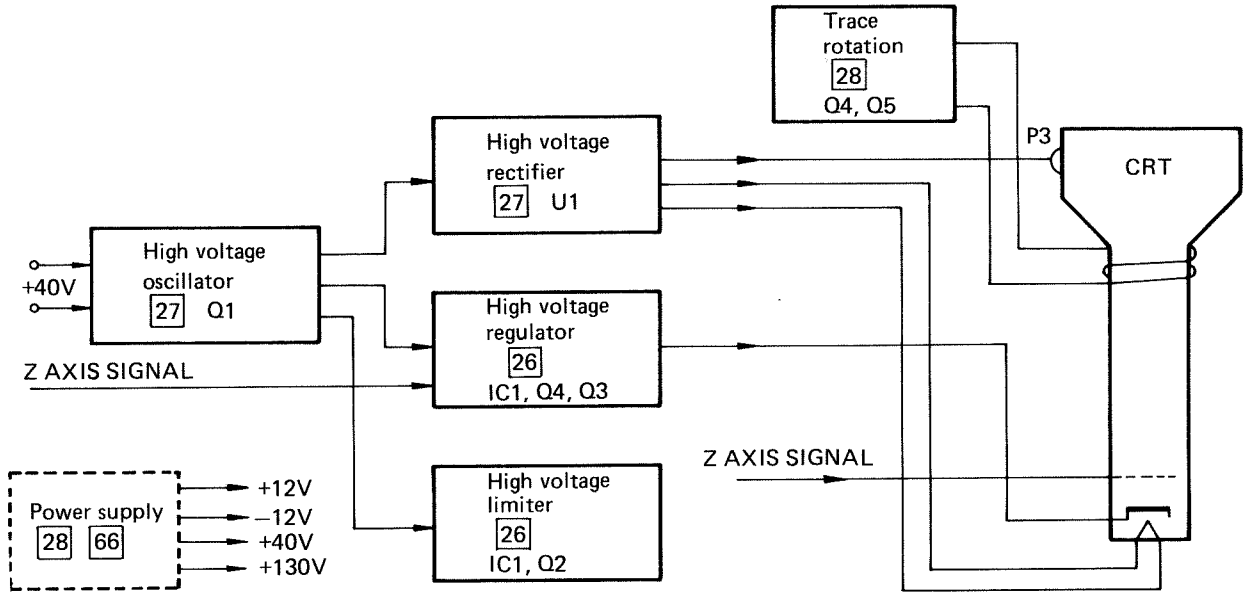 Trace
rotation
28
Q4, Q5
P3
CRT
High voltage
rectifier
27 U1
High voltage
oscillator
27 Q1
+40V
High voltage
regulator
26
IC1, Q4, Q3
Z AXIS SIGNAL
Z AXIS SIGNAL
High voltage
limiter
26
IC1, Q2
Power supply
28 66
+12V
−12V
+40V
+130V